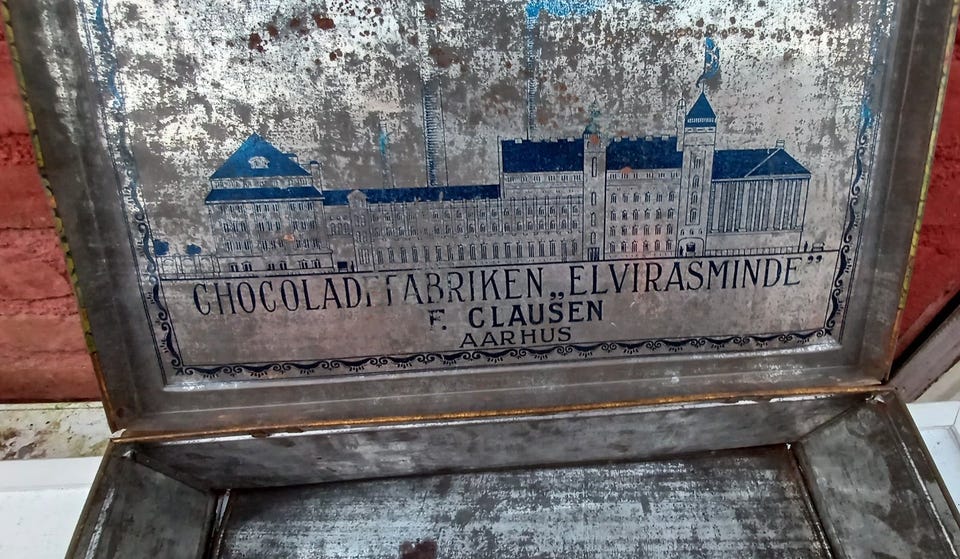 CHOCOLADEFABRIKEN „ELVIRASMINDE"
F. CLAUSEN
AARHUS